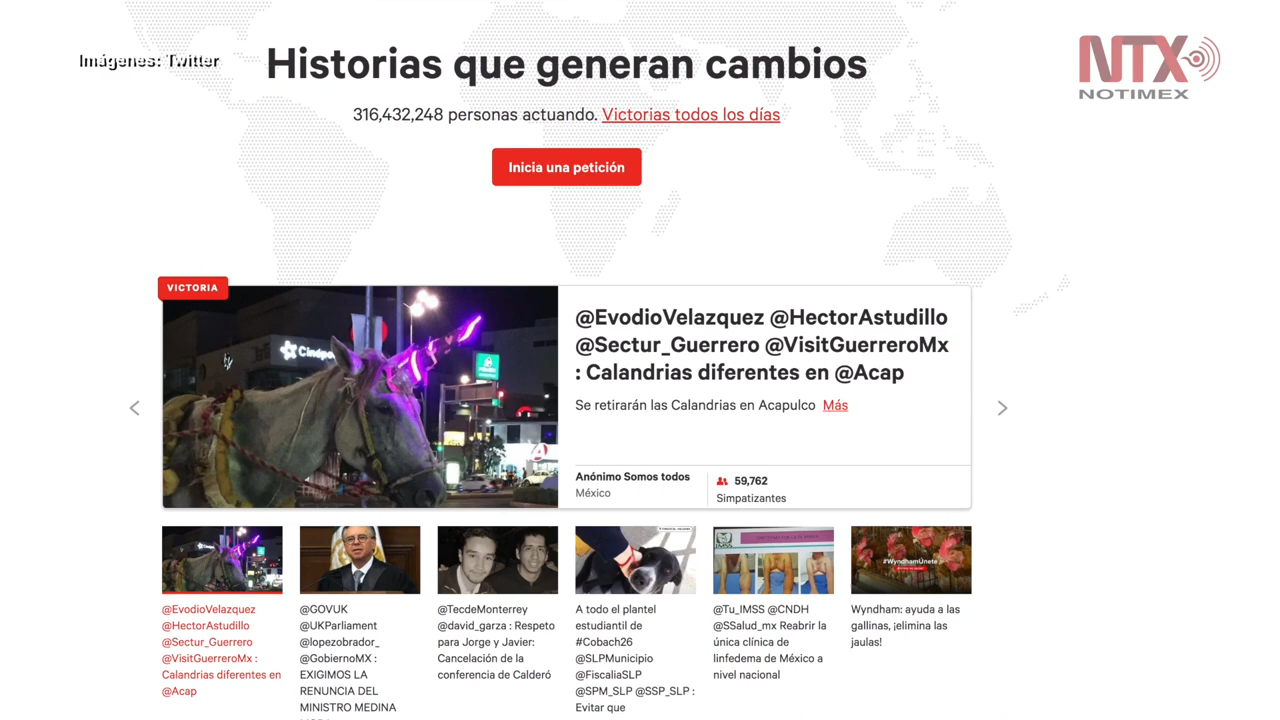 Imágenes: Twitter
NTX
NOTIMEX
Historias que generan cambios
316,432,248 personas actuando. Victorias todos los días
Inicia una petición
VICTORIA
@EvodioVelazquez @HectorAstudillo
@Sectur_Guerrero @VisitGuerreroMx
: Calandrias diferentes en @Acap
Se retirarán las Calandrias en Acapulco Más
Anónimo Somos todos
México
59,762
Simpatizantes
@EvodioVelazquez
@HectorAstudillo
@Sectur_Guerrero
@VisitGuerreroMx :
Calandrias diferentes en
@Acap
@GOVUK
@UKParliament
@lopezobrador_
@GobiernoMX :
EXIGIMOS LA
RENUNCIA DEL
MINISTRO MEDINA
@TecdeMonterrey
@david_garza : Respeto
para Jorge y Javier:
Cancelación de la
conferencia de Calderó
A todo el plantel
estudiantil de
#Cobach26
@SLPMunicipio
@FiscaliaSLP
@SPM_SLP @SSP_SLP :
Evitar que
@Tu_IMSS @CNDH
@SSalud_mx Reabrir la
única clínica de
linfedema de México a
nivel nacional
#WyndhamÚnete
Wyndham: ayuda a las
gallinas, ¡elimina las
jaulas!